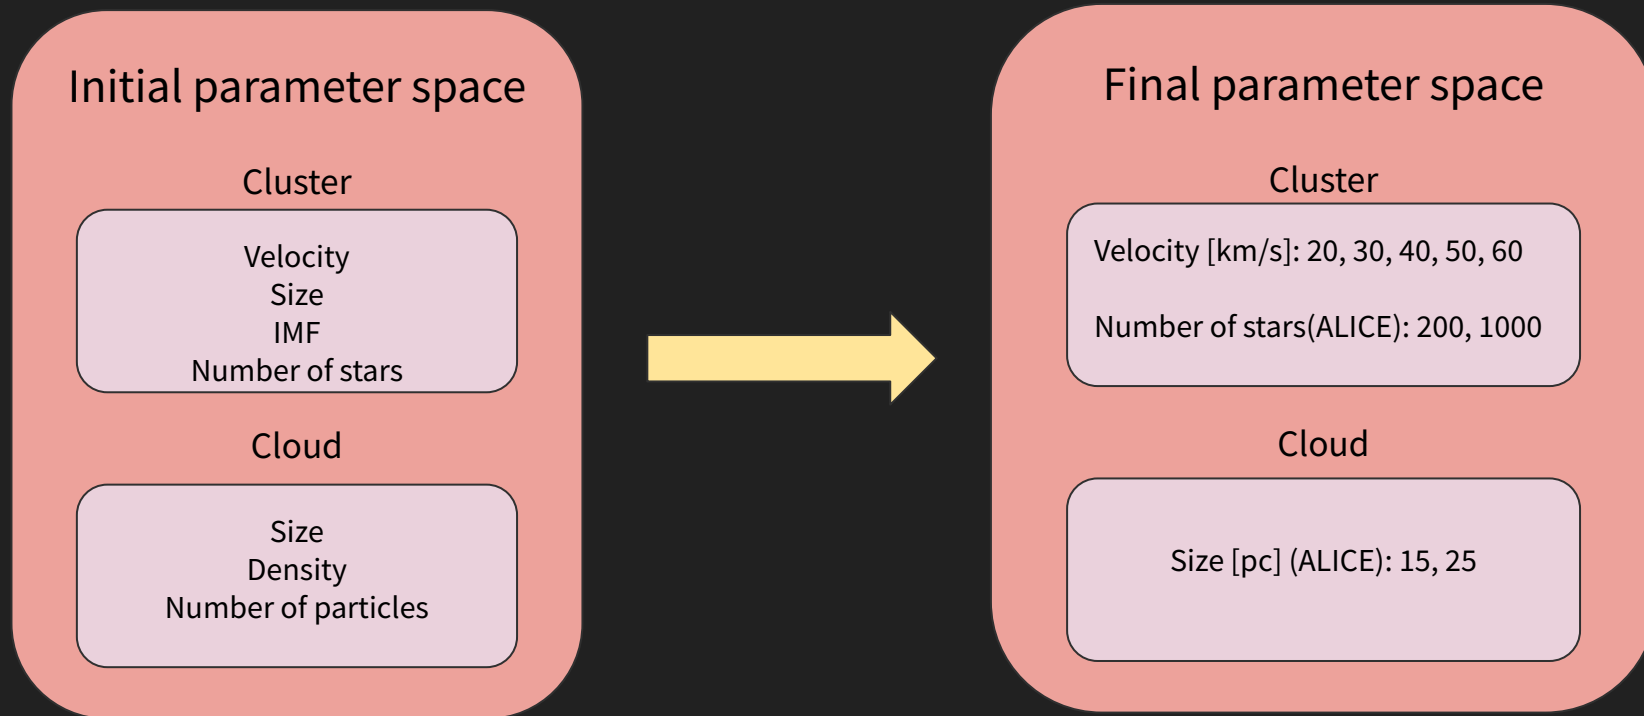 Initial parameter space
Cluster
Velocity
Size
IMF
Number of stars
Cloud
Size
Density
Number of particles
Final parameter space
Cluster
Velocity [km/s]: 20, 30, 40, 50, 60
Number of stars(ALICE): 200, 1000
Cloud
Size [pc] (ALICE): 15, 25